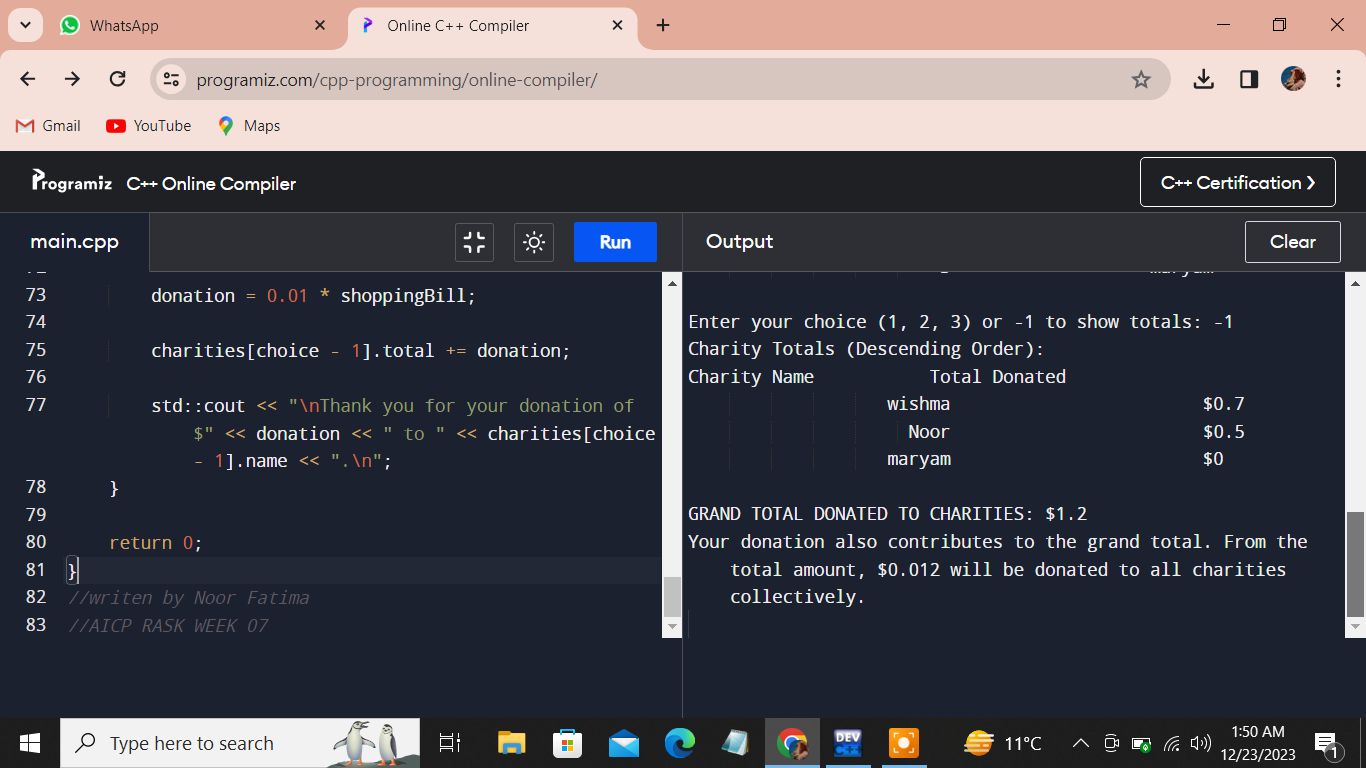 WhatsApp
Online C++ Compiler
programiz.com/cpp-programming/online-compiler/
Gmail YouTube Maps
Programiz C++ Online Compiler
C++ Certification ❯
main.cpp
Run
Output
Clear
73 donation = 0.01 * shoppingBill;
74
75 charities[choice - 1].total += donation;
76
77 std::cout << "\nThank you for your donation of
$" << donation << " to " << charities[choice
- 1].name << ".\n";
78 }
79
80 return 0;
81 }
82 //writen by Noor Fatima
83 //AICP RASK WEEK 07
Enter your choice (1, 2, 3) or -1 to show totals: -1
Charity Totals (Descending Order):
Charity Name Total Donated
wishma $0.7
Noor $0.5
maryam $0
GRAND TOTAL DONATED TO CHARITIES: $1.2
Your donation also contributes to the grand total. From the
total amount, $0.012 will be donated to all charities
collectively.
Type here to search
DEV
C++
11°C
1:50 AM
12/23/2023
1